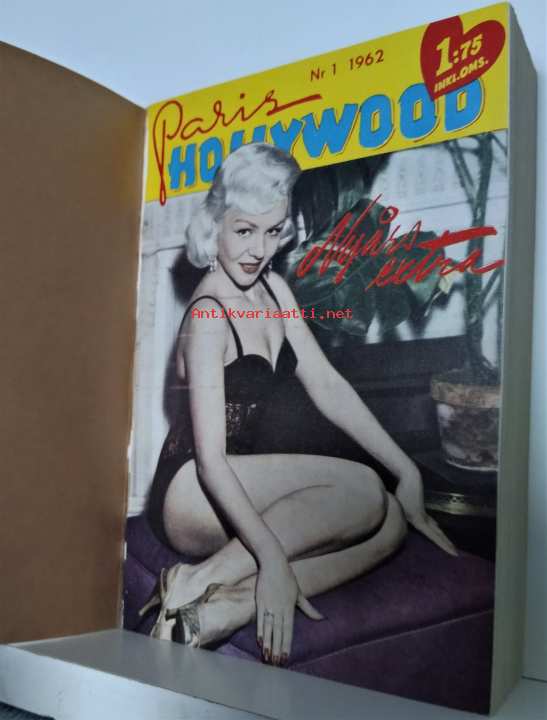 Nr 1 1962
1:75
INKL.OMS.
Paris
HOLLYWOOD
Nyårs
extra
Antikvariaatti.net